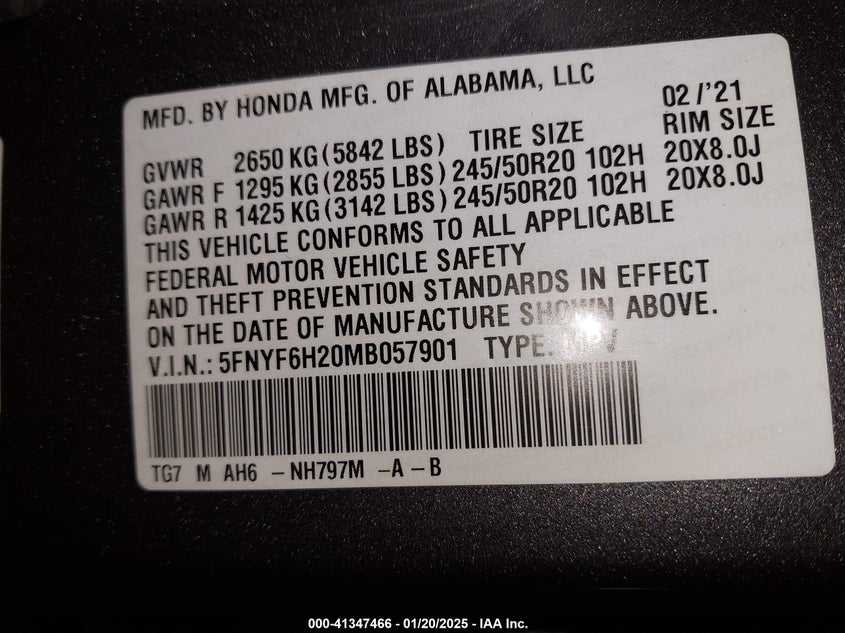 MFD. BY HONDA MFG. OF ALABAMA, LLC
02/'21
GVWR 2650 KG (5842 LBS) TIRE SIZE RIM SIZE
GAWR F 1295 KG (2855 LBS) 245/50R20 102H 20X8.0J
GAWR R 1425 KG (3142 LBS) 245/50R20 102H 20X8.0J
THIS VEHICLE CONFORMS TO ALL APPLICABLE
FEDERAL MOTOR VEHICLE SAFETY
AND THEFT PREVENTION STANDARDS IN EFFECT
ON THE DATE OF MANUFACTURE SHOWN ABOVE.
V.I.N.: 5FNYF6H20MB057901 TYPE: MPV
TG7 M AH6 – NH797M –A – B
000-41347466 — 01/20/2025 — IAA Inc.